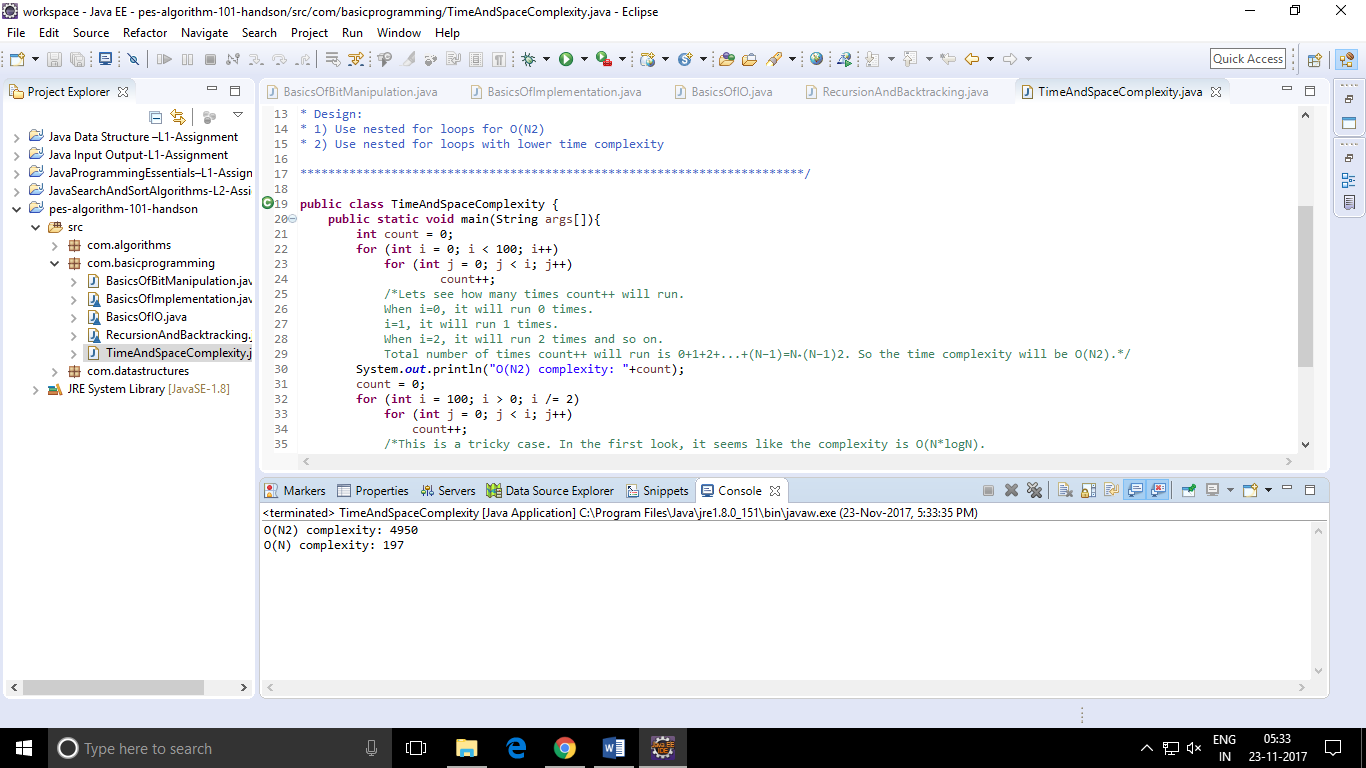 workspace - Java EE - pes-algorithm-101-handson/src/com/basicprogramming/TimeAndSpaceComplexity.java - Eclipse
File Edit Source Refactor Navigate Search Project Run Window Help
Quick Access
Project Explorer
Java Data Structure –L1-Assignment
Java Input Output-L1-Assignment
JavaProgrammingEssentials–L1-Assign
JavaSearchAndSortAlgorithms-L2-Assi
pes-algorithm-101-handson
src
com.algorithms
com.basicprogramming
BasicsOfBitManipulation.jav
BasicsOfImplementation.java
BasicsOfIO.java
RecursionAndBacktracking.
TimeAndSpaceComplexity.j
com.datastructures
JRE System Library [JavaSE-1.8]
BasicsOfBitManipulation.java BasicsOfImplementation.java BasicsOfIO.java RecursionAndBacktracking.java TimeAndSpaceComplexity.java
13 * Design:
14 * 1) Use nested for loops for O(N2)
15 * 2) Use nested for loops with lower time complexity
16
17 ************************************************************************/
18
19 public class TimeAndSpaceComplexity {
20 public static void main(String args[]){
21 int count = 0;
22 for (int i = 0; i < 100; i++)
23 for (int j = 0; j < i; j++)
24 count++;
25 /*Lets see how many times count++ will run.
26 When i=0, it will run 0 times.
27 i=1, it will run 1 times.
28 When i=2, it will run 2 times and so on.
29 Total number of times count++ will run is 0+1+2+...+(N−1)=N∗(N−1)2. So the time complexity will be O(N2).*/
30 System.out.println("O(N2) complexity: "+count);
31 count = 0;
32 for (int i = 100; i > 0; i /= 2)
33 for (int j = 0; j < i; j++)
34 count++;
35 /*This is a tricky case. In the first look, it seems like the complexity is O(N*logN).
Markers Properties Servers Data Source Explorer Snippets Console
<terminated> TimeAndSpaceComplexity [Java Application] C:\Program Files\Java\jre1.8.0_151\bin\javaw.exe (23-Nov-2017, 5:33:35 PM)
O(N2) complexity: 4950
O(N) complexity: 197
Type here to search
ENG
IN
05:33
23-11-2017